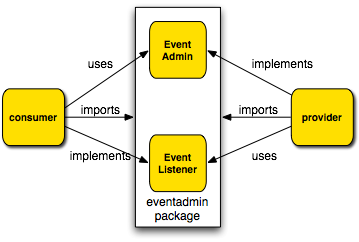 Event
Admin
uses
implements
consumer
imports
imports
provider
implements
Event
Listener
uses
eventadmin
package